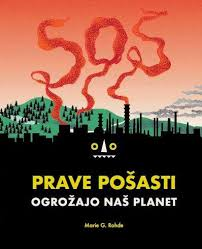 SOS
PRAVE POŠASTI
OGROŽAJO NAŠ PLANET
Marie G. Rohde